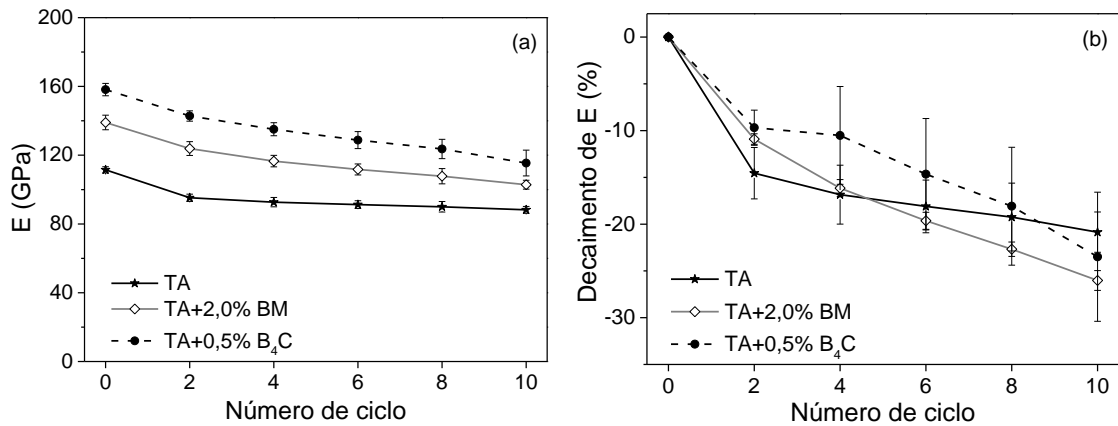 (a)
E (GPa)
200
160
120
80
40
0
TA
TA+2,0% BM
TA+0,5% B₄C
0 2 4 6 8 10
Número de ciclo
(b)
Decaimento de E (%)
0
-10
-20
-30
TA
TA+2,0% BM
TA+0,5% B₄C
0 2 4 6 8 10
Número de ciclo